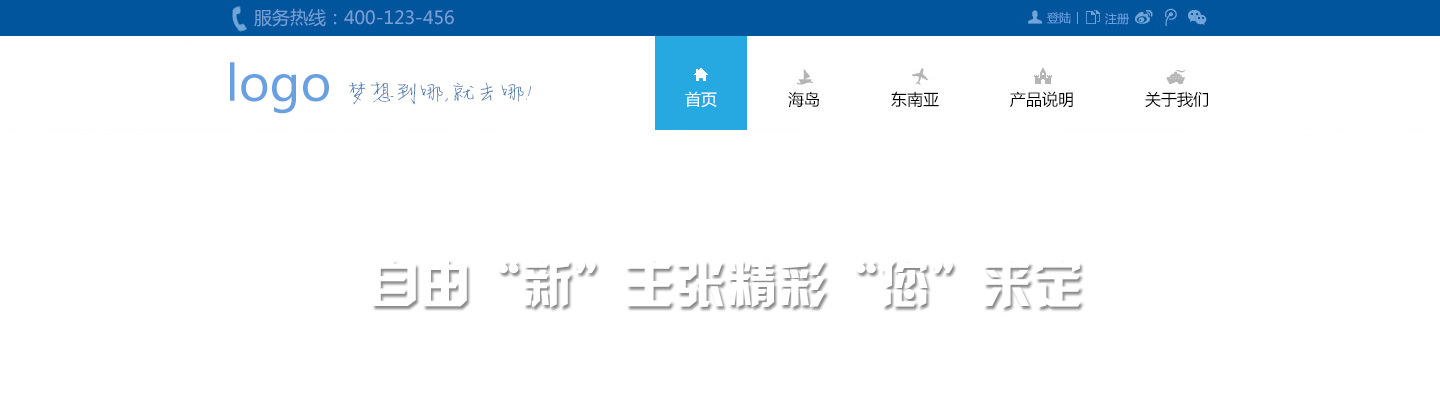 服务热线：400-123-456
登陆 | 注册
logo 梦想到哪,就去哪!
首页 海岛 东南亚 产品说明 关于我们
自由“新”主张精彩“您”来定